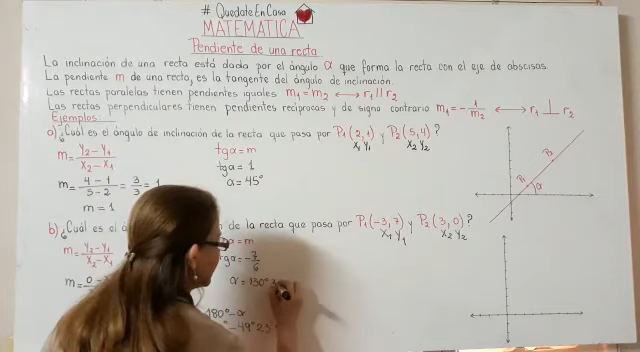 # QuedateEnCasa
MATEMATICA
Pendiente de una recta
La inclinación de una recta está dada por el ángulo α que forma la recta con el eje de abscisas.
La pendiente m de una recta, es la tangente del ángulo de inclinación.
Las rectas paralelas tienen pendientes iguales m₁ = m₂ ⟷ r₁ // r₂
Las rectas perpendiculares tienen pendientes recíprocas y de signo contrario m₁ = - 1/m₂ ⟷ r₁ ⊥ r₂
Ejemplos:
a) ¿Cuál es el ángulo de inclinación de la recta que pasa por P₁(2,1) y P₂(5,4)?
x₁ y₁ x₂ y₂
m = y₂-y₁/x₂-x₁
tgα = m
m = 4-1/5-2 = 3/3 = 1
tgα = 1
m = 1
α = 45°
P₁ P₂ α
b) ¿Cuál es el de la recta que pasa por P₁(-3,7) y P₂(3,0)?
x₁ y₁ x₂ y₂
m = y₂-y₁/x₂-x₁
= m
tgα = -7/6
m = 0
α =
180°-α
-49°